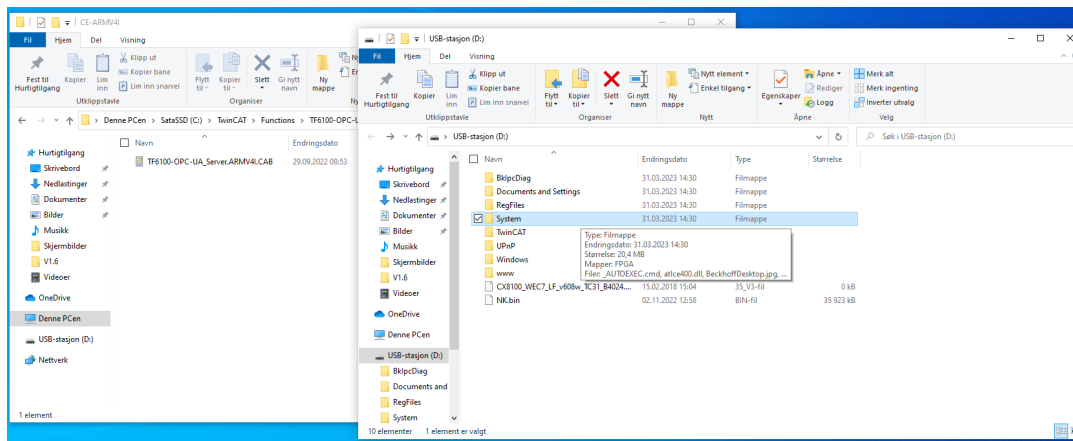 CE-ARMV4I
Fil Hjem Del Visning
Fest til Hurtigtilgang
Kopier
Lim inn
Klipp ut
Kopier bane
Lim inn snarvei
Flytt til
Kopier til
Slett
Gi nytt navn
Ny mappe
Utklippstavle
Organiser
Denne PCen > SataSSD (C:) > TwinCAT > Functions > TF6100-OPC-U
Navn
Endringsdato
TF6100-OPC-UA_Server.ARMV4I.CAB 29.09.2022 08:53
Hurtigtilgang
Skrivebord
Nedlastinger
Dokumenter
Bilder
Musikk
Skjermbilder
V1.6
Videoer
OneDrive
Denne PCen
USB-stasjon (D:)
Nettverk
1 element
USB-stasjon (D:)
Fil Hjem Del Visning
Fest til Hurtigtilgang
Kopier
Lim inn
Klipp ut
Kopier bane
Lim inn snarvei
Flytt til
Kopier til
Slett
Gi nytt navn
Ny mappe
Nytt element
Enkel tilgang
Egenskaper
Åpne
Rediger
Logg
Merk alt
Merk ingenting
Inverter utvalg
Utklippstavle
Organiser
Nytt
Åpne
Velg
USB-stasjon (D:)
Søk i USB-stasjon (D:)
Navn Endringsdato Type Størrelse
BkIpcDiag 31.03.2023 14:30 Filmappe
Documents and Settings 31.03.2023 14:30 Filmappe
RegFiles 31.03.2023 14:30 Filmappe
System 31.03.2023 14:30 Filmappe
TwinCAT
UPnP
Windows
www
CX8100_WEC7_LF_v608w_TC31_B4024.... 15.02.2018 15:04 35_V3-fil 0 kB
NK.bin 02.11.2022 12:58 BIN-fil 35 923 kB
Type: Filmappe
Endringsdato: 31.03.2023 14:30
Størrelse: 20,4 MB
Mapper: FPGA
Filer: _AUTOEXEC.cmd, atlce400.dll, BeckhoffDesktop.jpg, ...
Hurtigtilgang
Skrivebord
Nedlastinger
Dokumenter
Bilder
Musikk
Skjermbilder
V1.6
Videoer
OneDrive
Denne PCen
USB-stasjon (D:)
BkIpcDiag
Documents and
RegFiles
System
10 elementer 1 element er valgt